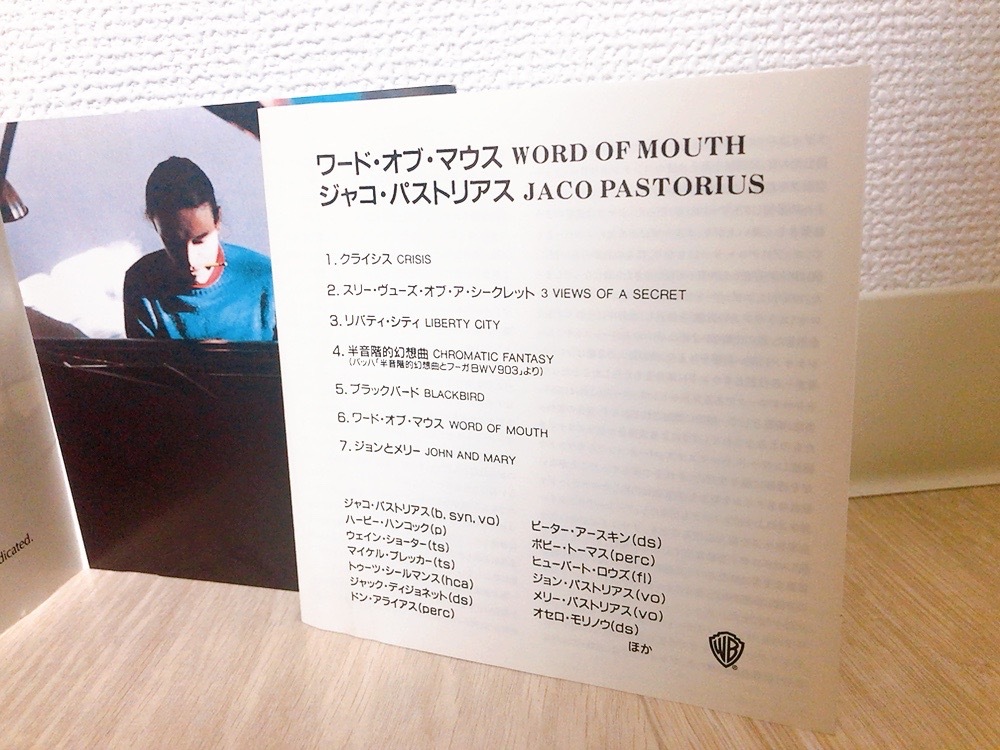 ワード・オブ・マウス WORD OF MOUTH
ジャコ・パストリアス JACO PASTORIUS
1. クライシス CRISIS
2. スリー・ヴューズ・オブ・ア・シークレット 3 VIEWS OF A SECRET
3. リバティ・シティ LIBERTY CITY
4. 半音階的幻想曲 CHROMATIC FANTASY
(バッハ「半音階的幻想曲とフーガBWV903」より)
5. ブラックバード BLACKBIRD
6. ワード・オブ・マウス WORD OF MOUTH
7. ジョンとメリー JOHN AND MARY
ジャコ・パストリアス(b, syn, vo)
ハービー・ハンコック(p)
ウェイン・ショーター(ts)
マイケル・ブレッカー(ts)
トゥーツ・シールマンス(hca)
ジャック・ディジョネット(ds)
ドン・アライアス(perc)
ピーター・アースキン(ds)
ボビー・トーマス(perc)
ヒューバート・ロウズ(fl)
ジョン・パストリアス(vo)
メリー・パストリアス(vo)
オセロ・モリノウ(ds)
ほか
WB